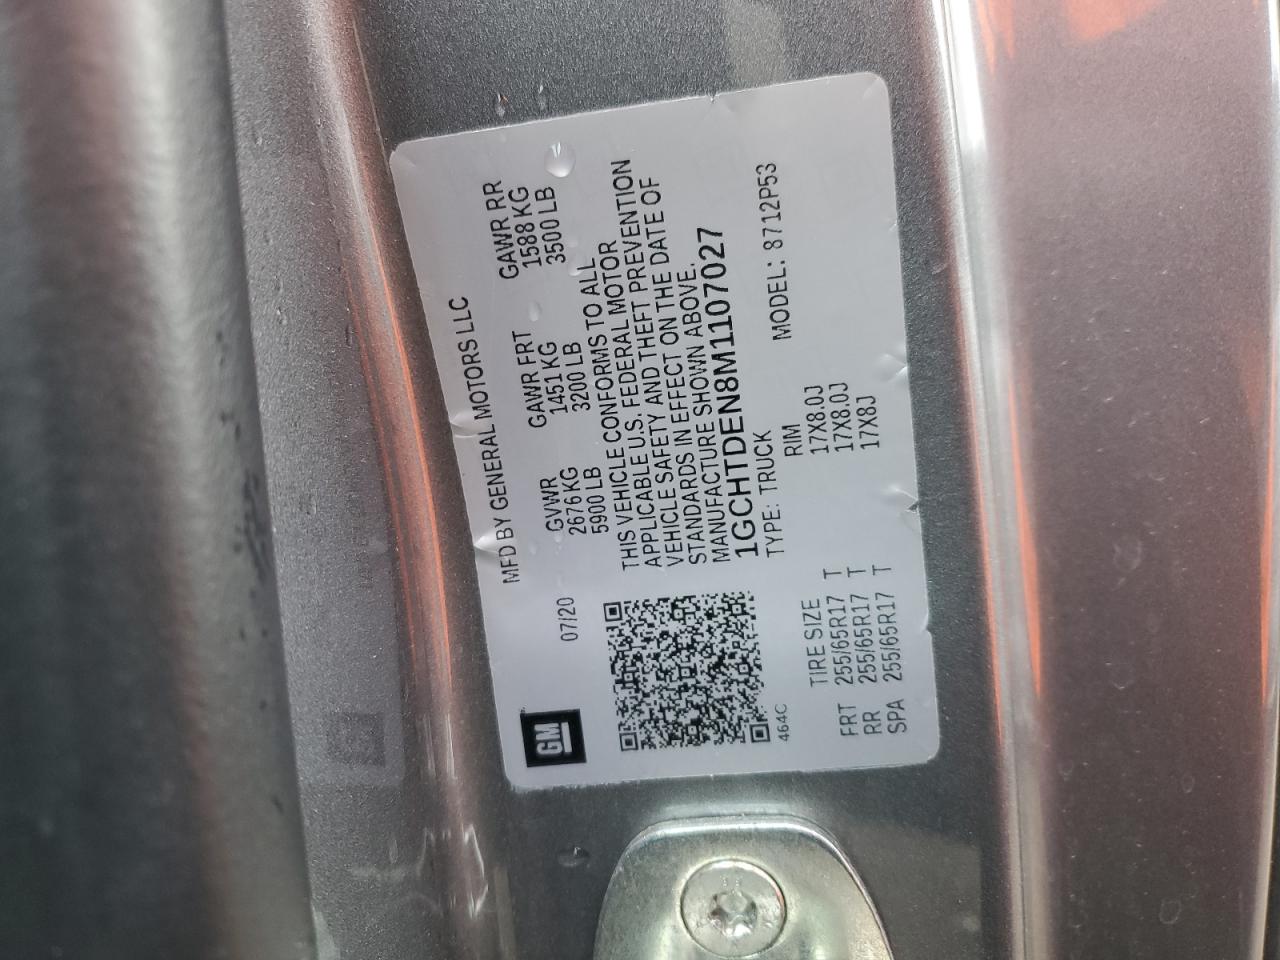 GM
MFD BY GENERAL MOTORS LLC
07/20 GVWR GAWR FRT GAWR RR
2676 KG 1451 KG 1588 KG
5900 LB 3200 LB 3500 LB
THIS VEHICLE CONFORMS TO ALL
APPLICABLE U.S. FEDERAL MOTOR
VEHICLE SAFETY AND THEFT PREVENTION
STANDARDS IN EFFECT ON THE DATE OF
MANUFACTURE SHOWN ABOVE.
1GCHTDEN8M1107027
TYPE: TRUCK MODEL: 8712P53
464C
TIRE SIZE RIM
FRT 255/65R17 T 17X8.0J
RR 255/65R17 T 17X8.0J
SPA 255/65R17 T 17X8J